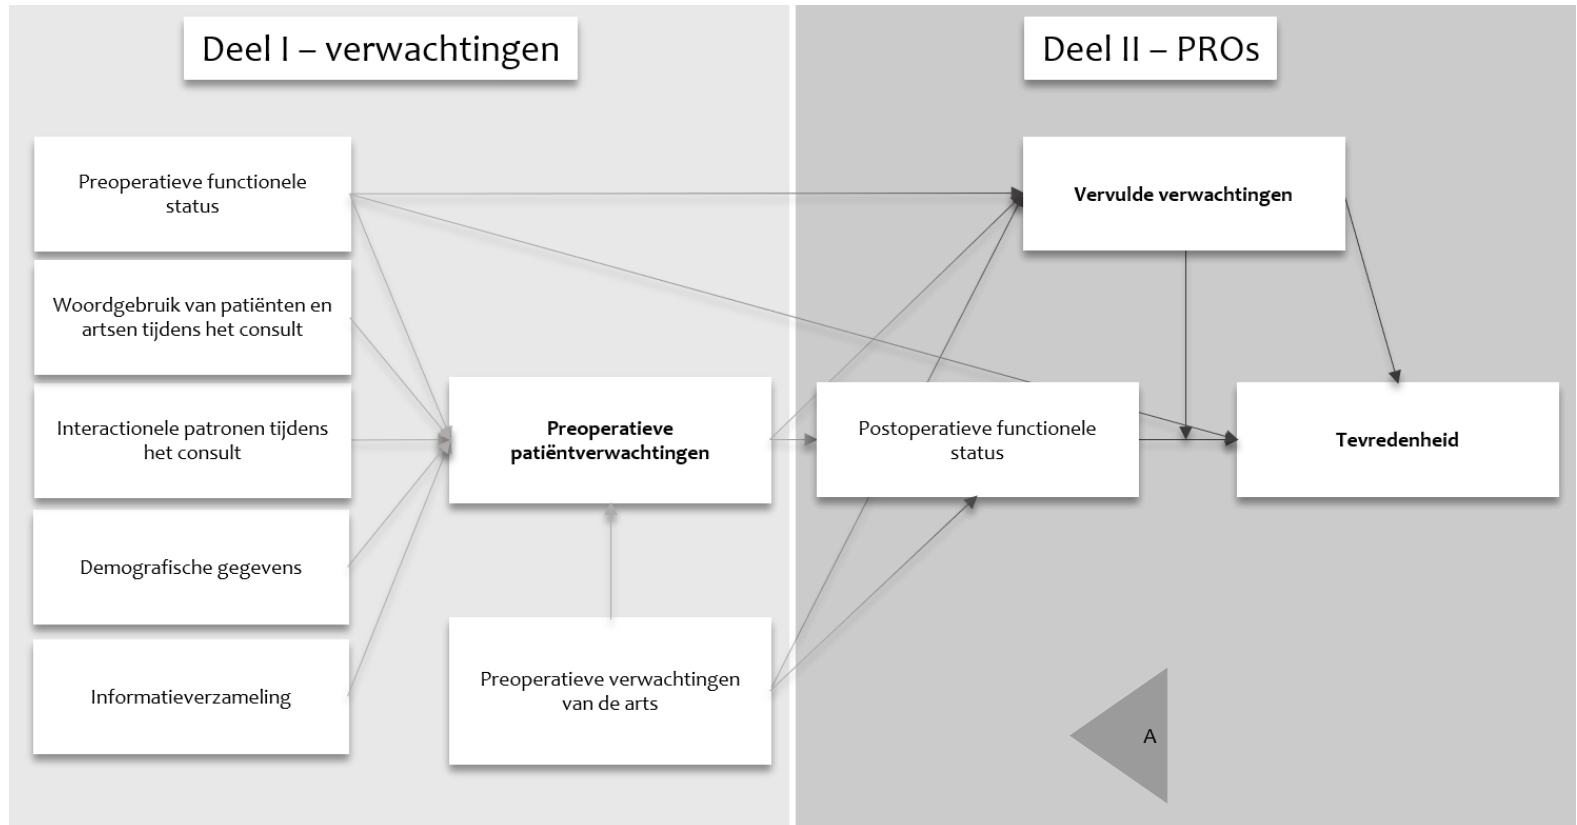 Deel I – verwachtingen
Deel II – PROs
Preoperatieve functionele
status
Woordgebruik van patiënten en
artsen tijdens het consult
Interactionele patronen tijdens
het consult
Demografische gegevens
Informatieverzameling
Preoperatieve
patiëntverwachtingen
Preoperatieve verwachtingen
van de arts
Vervulde verwachtingen
Postoperatieve functionele
status
Tevredenheid
A